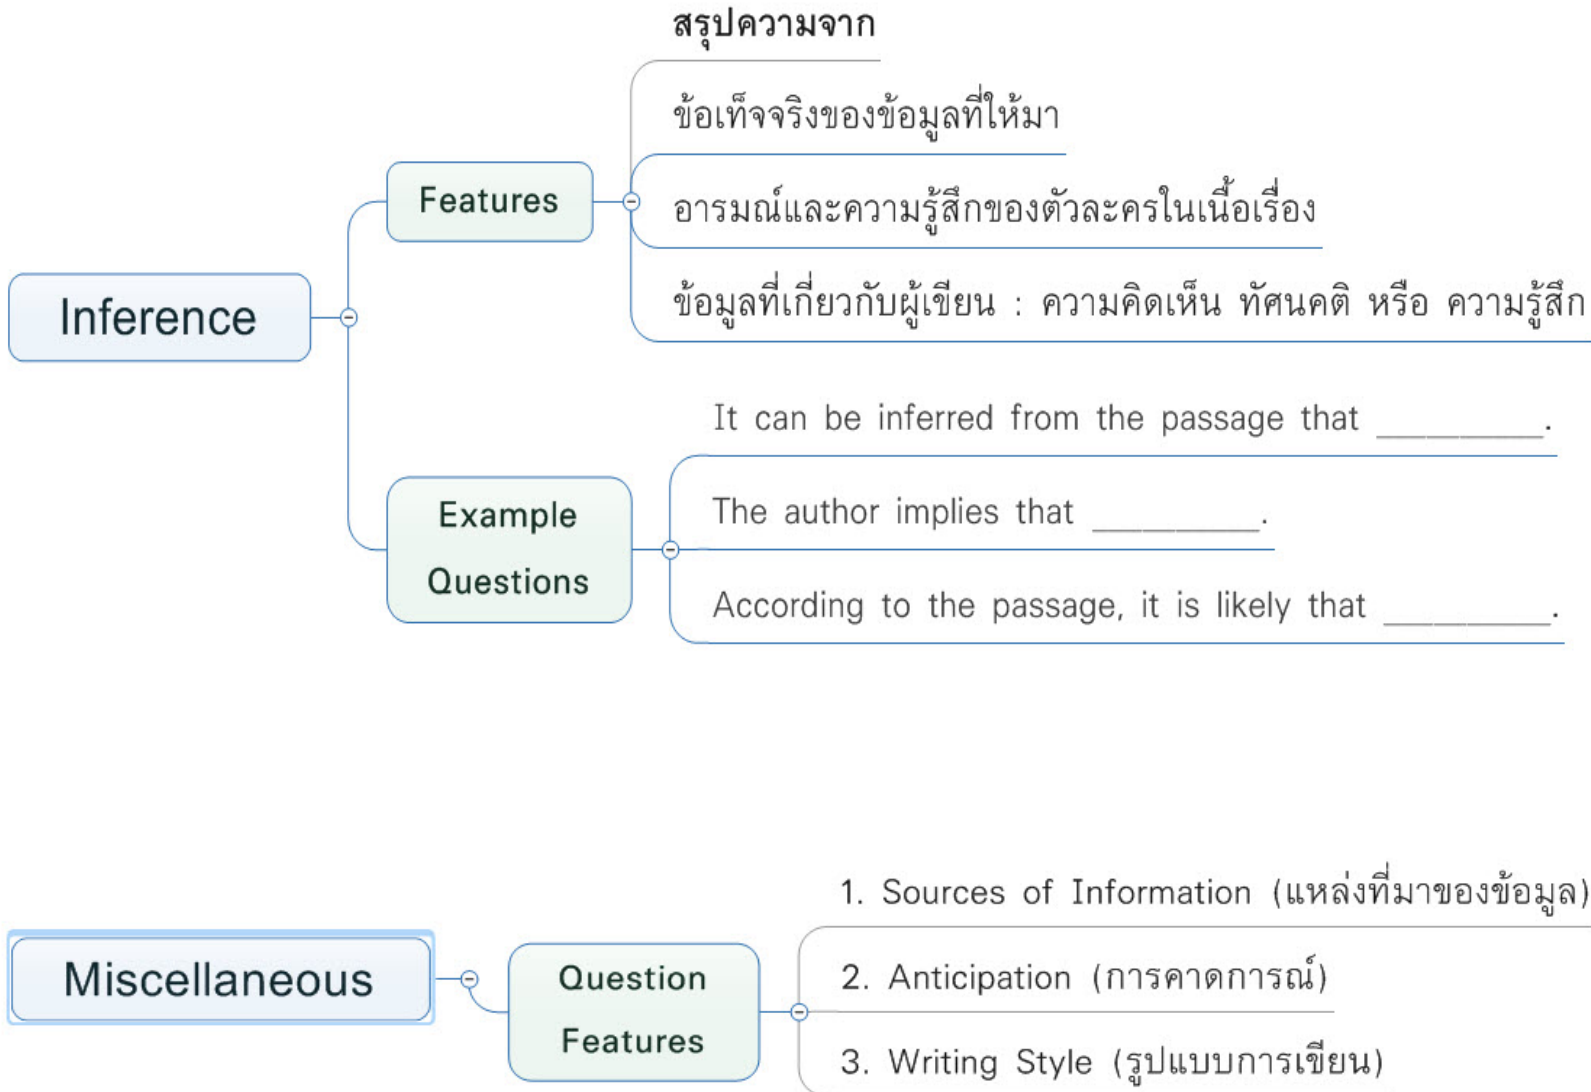 Inference
Features
สรุปความจาก
ข้อเท็จจริงของข้อมูลที่ให้มา
อารมณ์และความรู้สึกของตัวละครในเนื้อเรื่อง
ข้อมูลที่เกี่ยวกับผู้เขียน : ความคิดเห็น ทัศนคติ หรือ ความรู้สึก
Example
Questions
It can be inferred from the passage that __________.
The author implies that __________.
According to the passage, it is likely that __________.
Miscellaneous
Question
Features
1. Sources of Information (แหล่งที่มาของข้อมูล)
2. Anticipation (การคาดการณ์)
3. Writing Style (รูปแบบการเขียน)